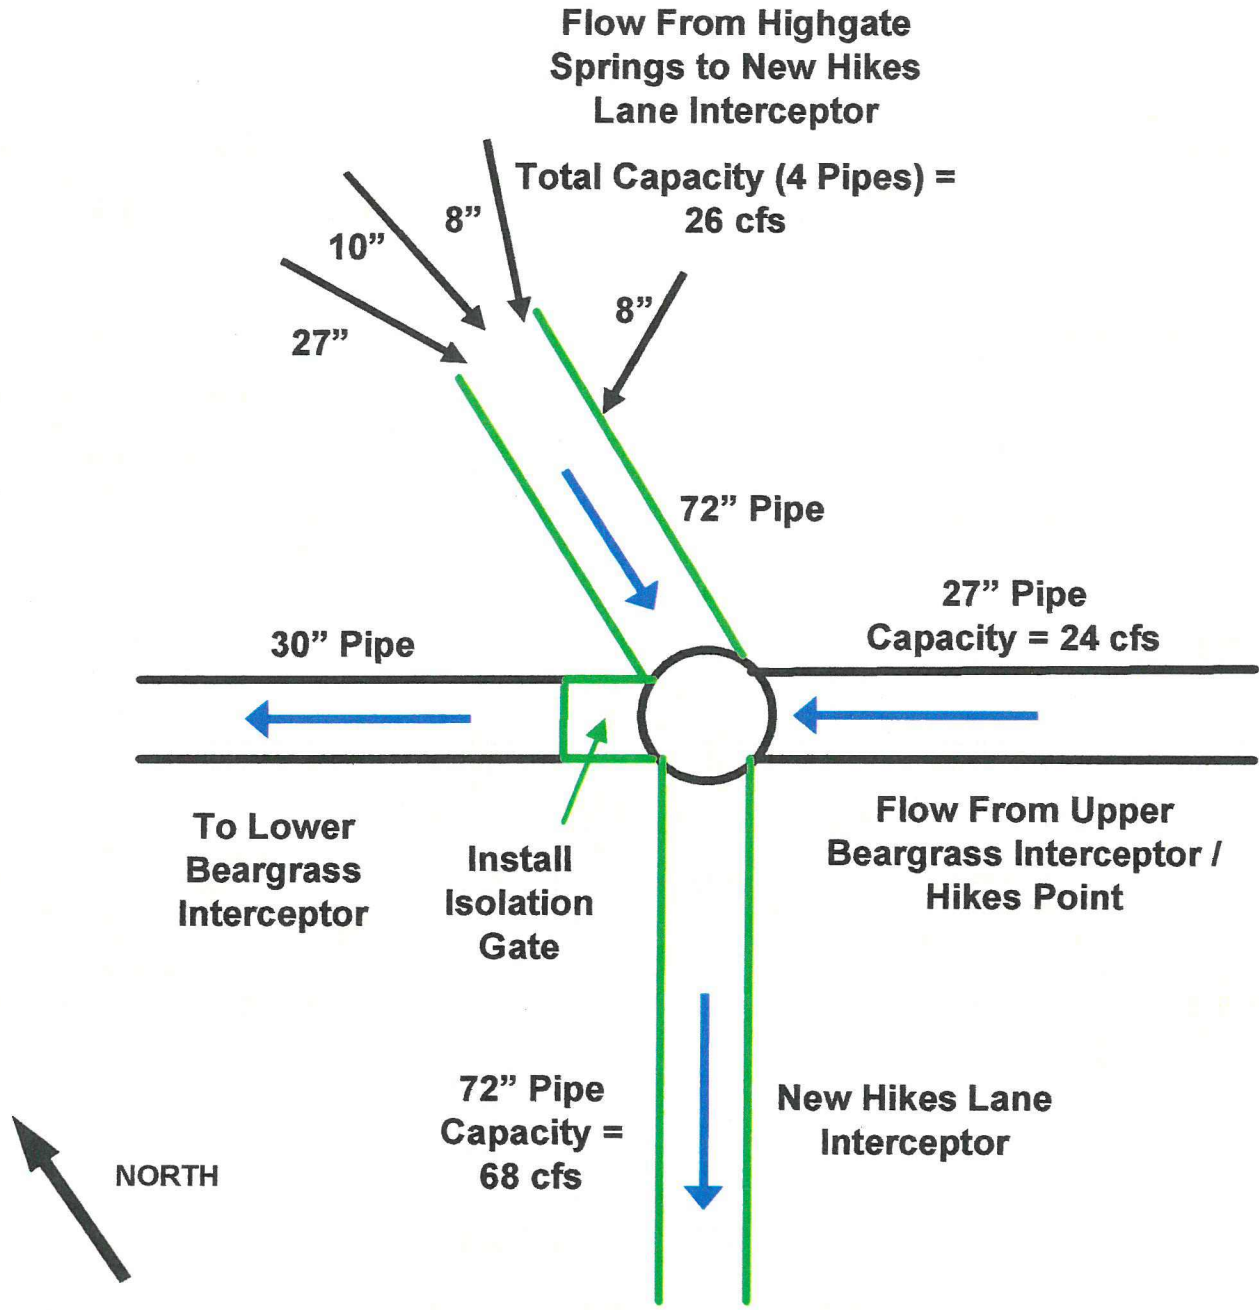 Flow From Highgate
Springs to New Hikes
Lane Interceptor
Total Capacity (4 Pipes) =
26 cfs
8”
10”
27”
8”
72” Pipe
27” Pipe
Capacity = 24 cfs
30” Pipe
To Lower
Beargrass
Interceptor
Install
Isolation
Gate
Flow From Upper
Beargrass Interceptor /
Hikes Point
72” Pipe
Capacity =
68 cfs
New Hikes Lane
Interceptor
NORTH